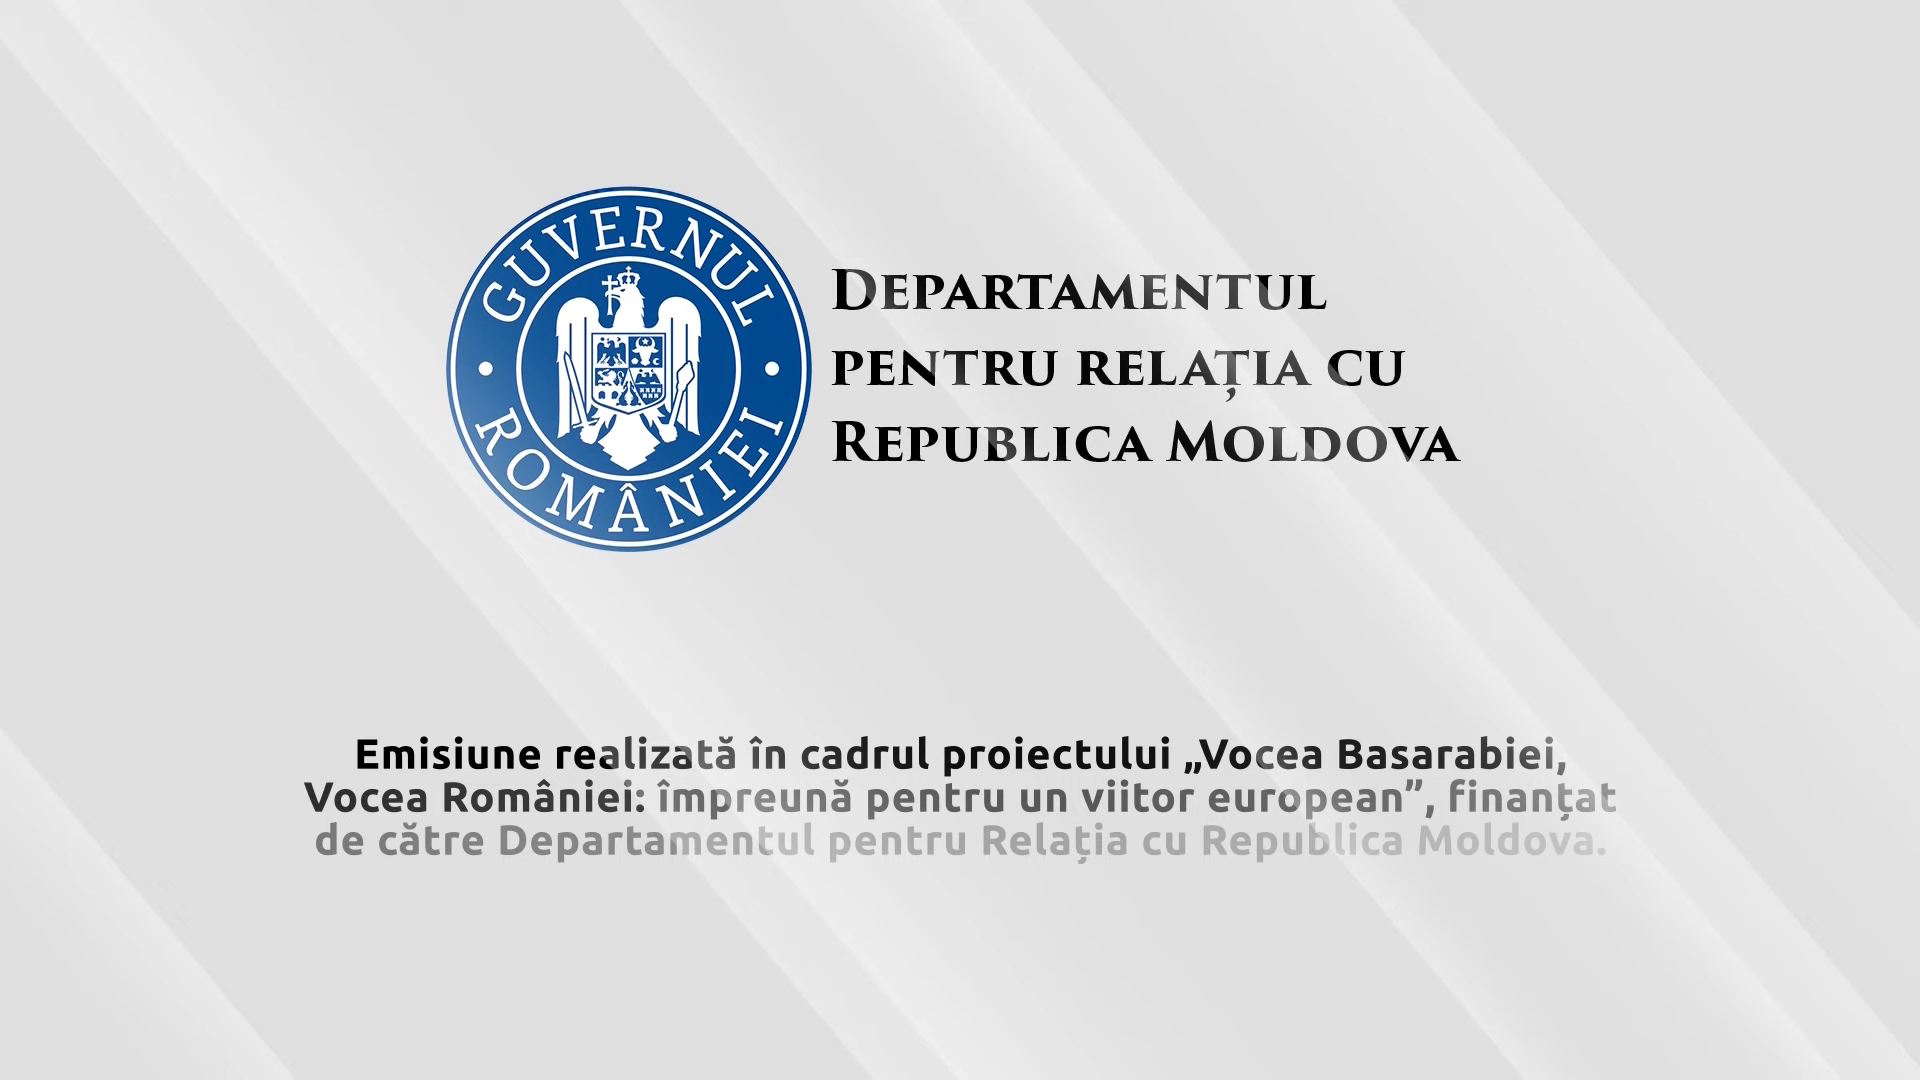 GUVERNUL ROMÂNIEI
DEPARTAMENTUL
PENTRU RELAȚIA CU
REPUBLICA MOLDOVA
Emisiune realizată în cadrul proiectului „Vocea Basarabiei,
Vocea României: împreună pentru un viitor european”, finanțat
de către Departamentul pentru Relația cu Republica Moldova.